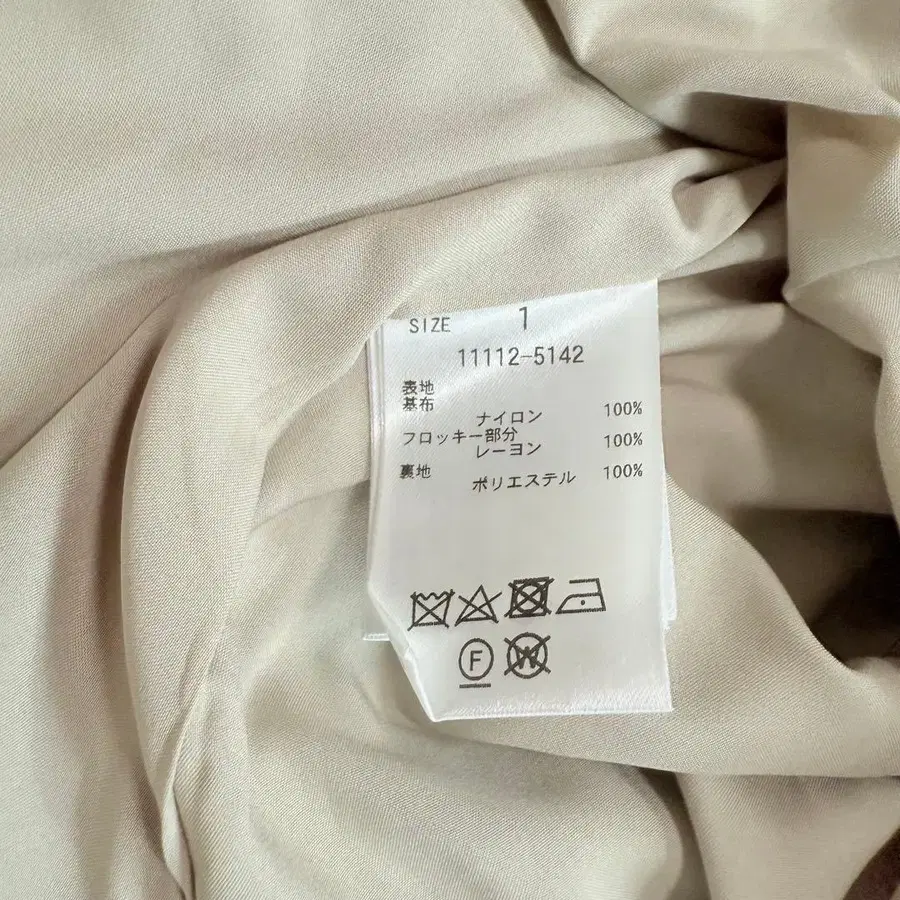 SIZE 1
11112-5142
表地
基布
ナイロン 100%
フロッキー部分
レーヨン 100%
裏地
ポリエステル 100%
F W